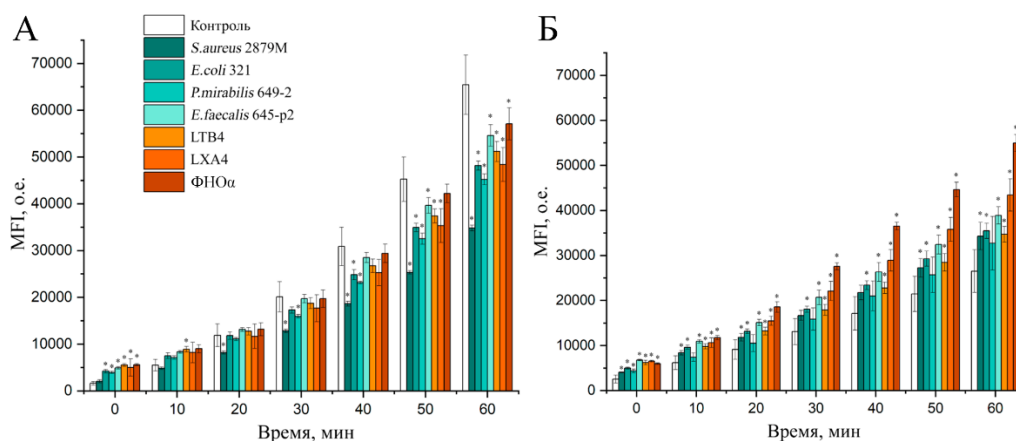 А
Контроль
S.aureus 2879M
E.coli 321
P.mirabilis 649-2
E.faecalis 645-p2
LTB4
LXA4
ФНОα
MFI, о.е.
70000
60000
50000
40000
30000
20000
10000
0
0 10 20 30 40 50 60
Время, мин
Б
MFI, о.е.
70000
60000
50000
40000
30000
20000
10000
0
0 10 20 30 40 50 60
Время, мин